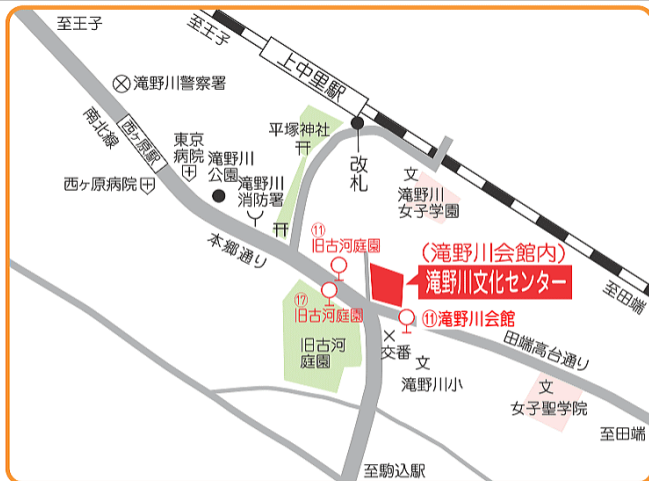 至王子
至王子
上中里駅
滝野川警察署
南北線
西ヶ原駅
東京
病院
西ヶ原病院
滝野川
公園
滝野川
消防署
平塚神社
改札
文
滝野川
女子学園
本郷通り
⑪
旧古河庭園
(滝野川会館内)
滝野川文化センター
至田端
⑰
旧古河庭園
⑪滝野川会館
旧古河
庭園
交番
文
滝野川小
田端高台通り
文
女子聖学院
至田端
至駒込駅